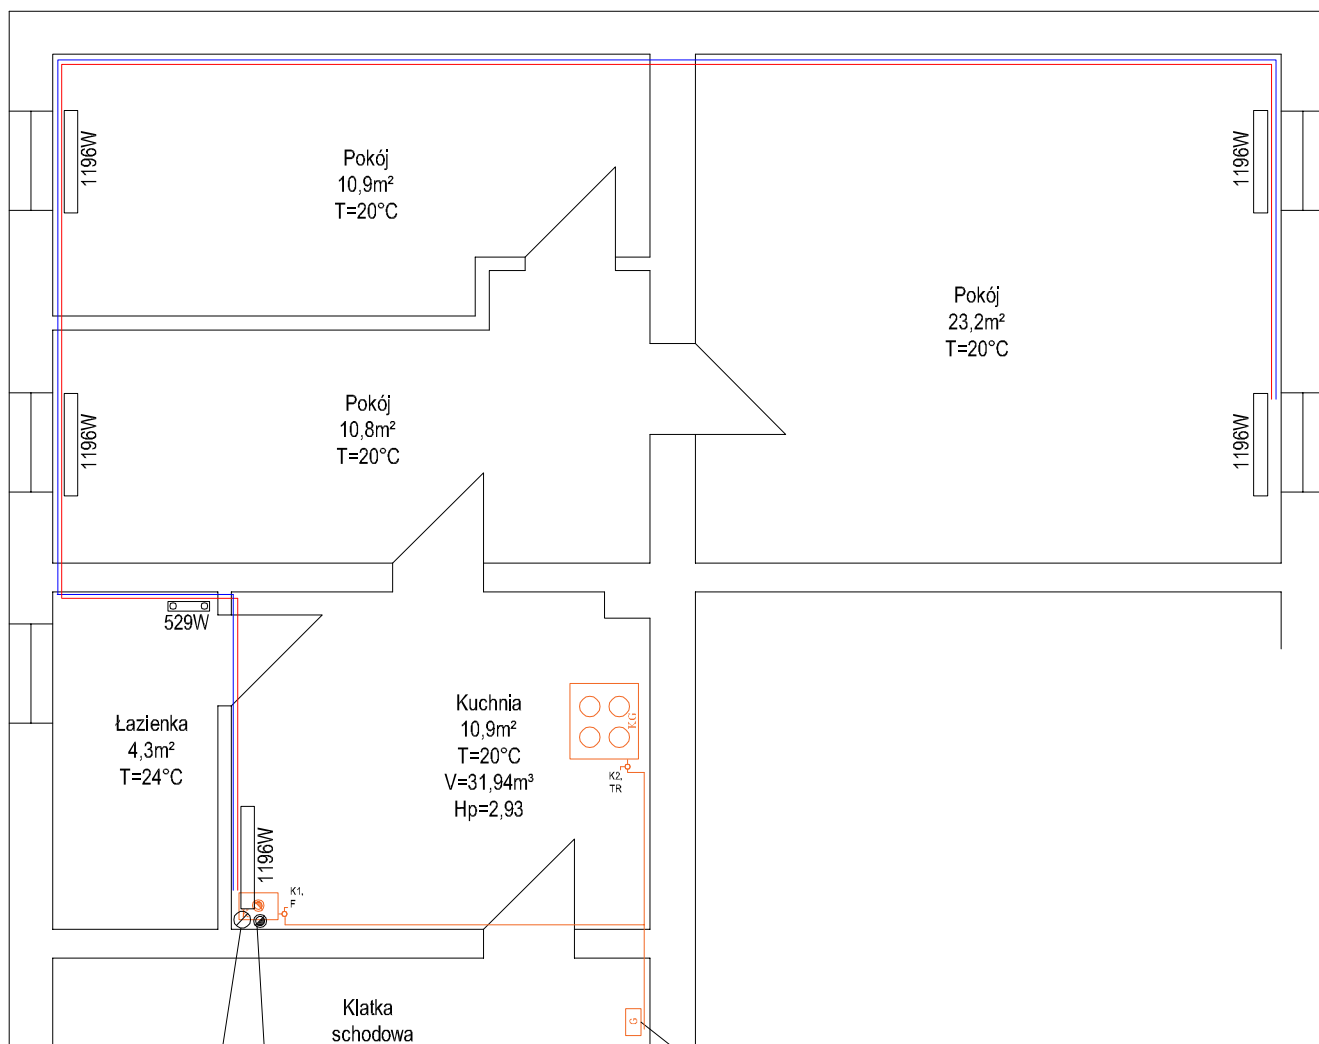 1196W
Pokój
10,9m²
T=20°C
1196W
Pokój
23,2m²
T=20°C
1196W
Pokój
10,8m²
T=20°C
1196W
529W
Łazienka
4,3m²
T=24°C
Kuchnia
10,9m²
T=20°C
V=31,94m³
Hp=2,93
KG
K2,
TR
1196W
K1,
F
Klatka
schodowa
G